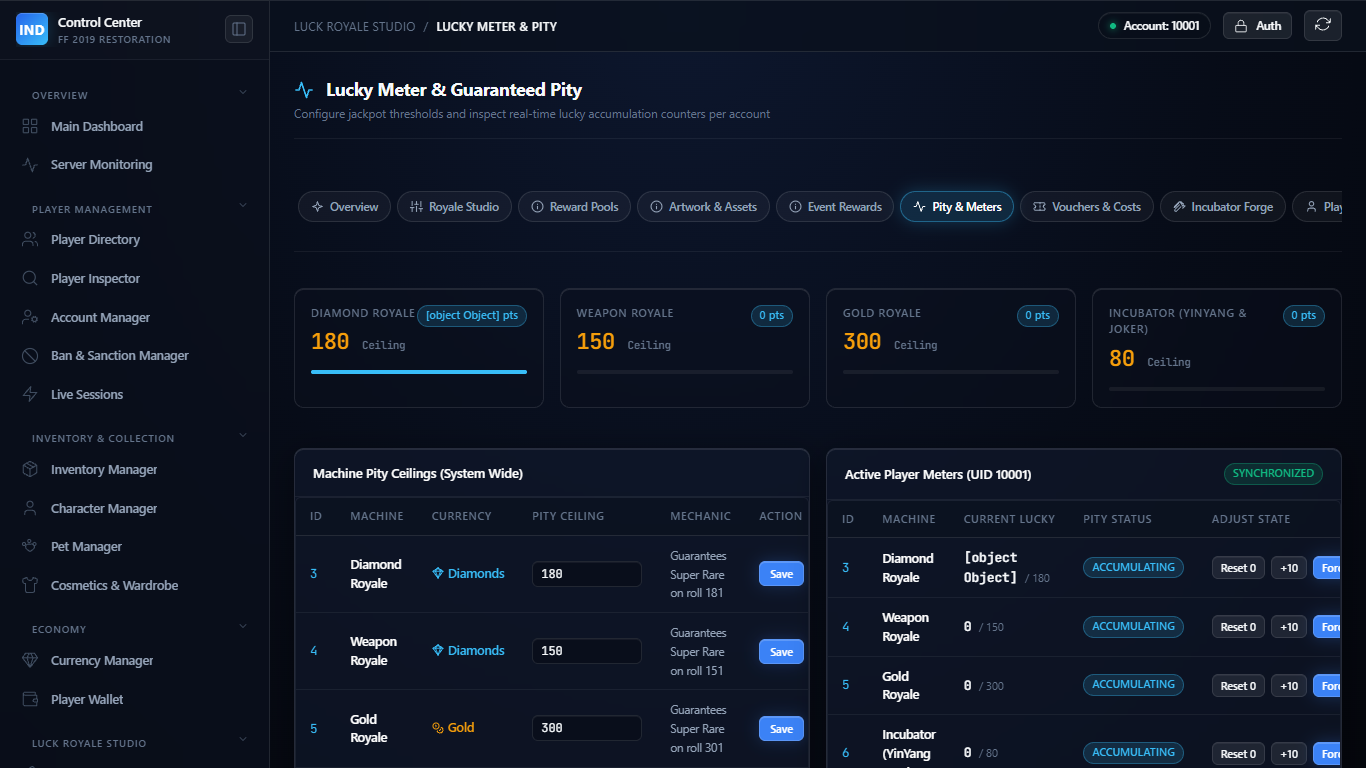 IND
Control Center
FF 2019 RESTORATION
OVERVIEW
Main Dashboard
Server Monitoring
PLAYER MANAGEMENT
Player Directory
Player Inspector
Account Manager
Ban & Sanction Manager
Live Sessions
INVENTORY & COLLECTION
Inventory Manager
Character Manager
Pet Manager
Cosmetics & Wardrobe
ECONOMY
Currency Manager
Player Wallet
LUCK ROYALE STUDIO
LUCK ROYALE STUDIO / LUCKY METER & PITY
Account: 10001
Auth
Lucky Meter & Guaranteed Pity
Configure jackpot thresholds and inspect real-time lucky accumulation counters per account
Overview
Royale Studio
Reward Pools
Artwork & Assets
Event Rewards
Pity & Meters
Vouchers & Costs
Incubator Forge
DIAMOND ROYALE
[object Object] pts
180 Ceiling
WEAPON ROYALE
0 pts
150 Ceiling
GOLD ROYALE
0 pts
300 Ceiling
INCUBATOR (YINYANG &
JOKER)
0 pts
80 Ceiling
Machine Pity Ceilings (System Wide)
ID MACHINE CURRENCY PITY CEILING MECHANIC ACTION
3
Diamond
Royale
Diamonds
180
Guarantees
Super Rare
on roll 181
Save
4
Weapon
Royale
Diamonds
150
Guarantees
Super Rare
on roll 151
Save
5
Gold
Royale
Gold
300
Guarantees
Super Rare
on roll 301
Save
Active Player Meters (UID 10001)
SYNCHRONIZED
ID MACHINE CURRENT LUCKY PITY STATUS ADJUST STATE
3
Diamond
Royale
[object
Object] / 180
ACCUMULATING
Reset 0
+10
4
Weapon
Royale
0 / 150
ACCUMULATING
Reset 0
+10
5
Gold
Royale
0 / 300
ACCUMULATING
Reset 0
+10
6
Incubator
(YinYang
0 / 80
ACCUMULATING
Reset 0
+10